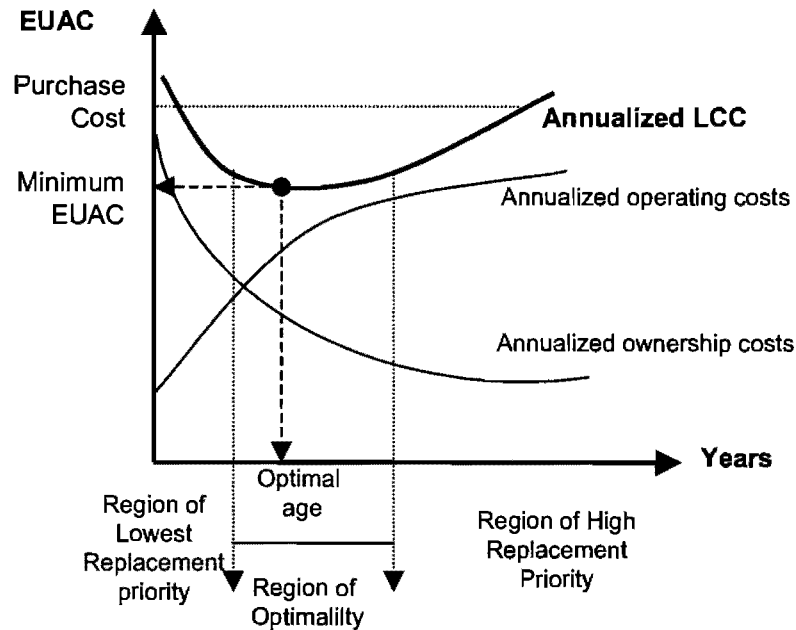 EUAC
Purchase
Cost
Annualized LCC
Minimum
EUAC
Annualized operating costs
Annualized ownership costs
Years
Optimal
age
Region of
Lowest
Replacement
priority
Region of
Optimalilty
Region of High
Replacement
Priority